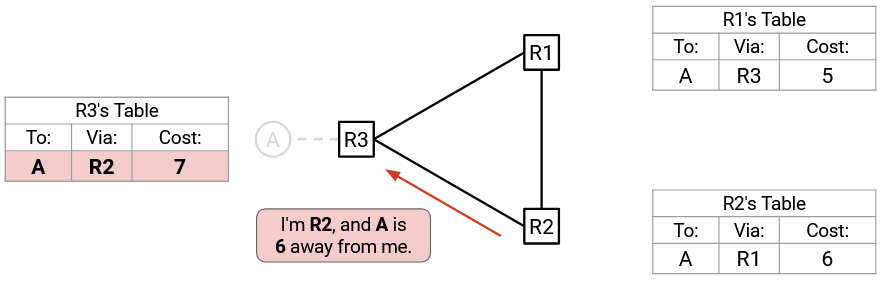 R3's Table
To: Via: Cost:
A R2 7
A
R3
R1
R2
I'm R2, and A is
6 away from me.
R1's Table
To: Via: Cost:
A R3 5
R2's Table
To: Via: Cost:
A R1 6